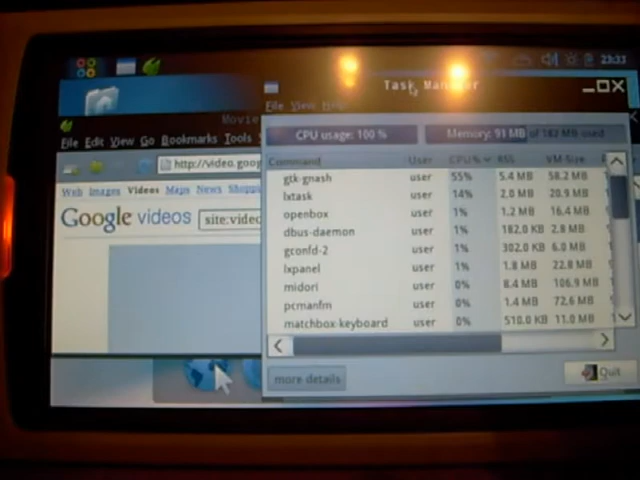 23:33
Task Manager
File View Help
Movie
File Edit View Go Bookmarks Tools
CPU usage: 100 %
Memory: 91 MB of 182 MB used
http://video.goog
Web Images Videos Maps News Shoppi
Google videos
site:videc
Command User CPU% RSS VM-Size
gtk-gnash user 55% 5.4 MB 58.2 MB
lxtask user 14% 2.0 MB 20.9 MB
openbox user 1% 1.2 MB 16.4 MB
dbus-daemon user 1% 182.0 KB 2.8 MB
gconfd-2 user 1% 302.0 KB 6.0 MB
lxpanel user 1% 1.8 MB 22.8 MB
midori user 0% 8.4 MB 106.9 MB
pcmanfm user 0% 1.4 MB 72.6 MB
matchbox-keyboard user 0% 510.0 KB 11.0 MB
more details
Quit